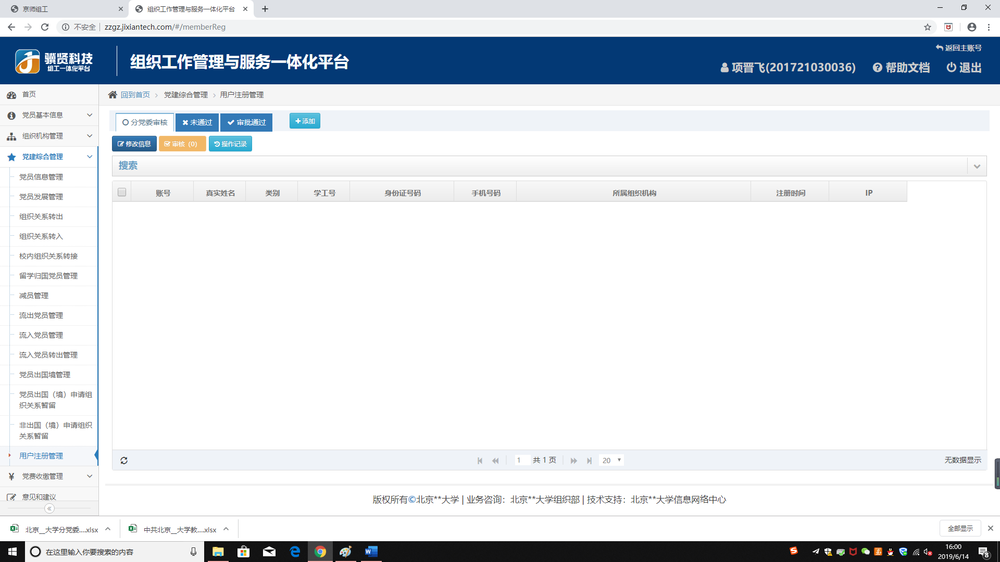 京师组工
组织工作管理与服务一体化平台
不安全
zzgz.jixiantech.com/#/memberReg
骥贤科技
组工一体化平台
组织工作管理与服务一体化平台
返回主账号
项晋飞(201721030036)
帮助文档
退出
首页
党员基本信息
组织机构管理
党建综合管理
党员信息管理
党员发展管理
组织关系转出
组织关系转入
校内组织关系转接
留学归国党员管理
减员管理
流出党员管理
流入党员管理
流入党员转出管理
党员出国境管理
党员出国（境）申请组
织关系暂留
非出国（境）申请组织
关系暂留
用户注册管理
党费收缴管理
意见和建议
回到首页 党建综合管理 用户注册管理
分党委审核 未通过 审批通过 添加
修改信息 审核（0） 操作记录
搜索
账号 真实姓名 类别 学工号 身份证号码 手机号码 所属组织机构 注册时间 IP
1 共 1 页 20
无数据显示
版权所有©北京**大学 | 业务咨询：北京**大学组织部 | 技术支持：北京**大学信息网络中心
北京__大学分党委....xlsx
中共北京__大学教....xlsx
全部显示
在这里输入你要搜索的内容
16:00
2019/6/14
8